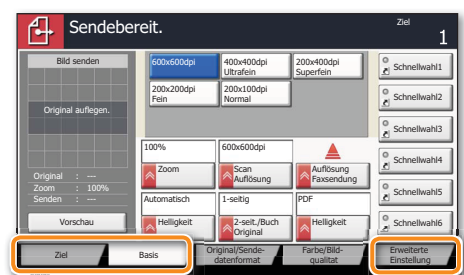 Sendebereit.
Ziel
1
Bild senden
Original auflegen.
Original : ---
Zoom : 100%
Senden : ---
Vorschau
600x600dpi
400x400dpi
Ultrafein
200x400dpi
Superfein
200x200dpi
Fein
200x100dpi
Normal
100%
Zoom
600x600dpi
Scan
Auflösung
Auflösung
Faxsendung
Automatisch
Helligkeit
1-seitig
2-seit./Buch
Original
PDF
Helligkeit
Schnellwahl1
Schnellwahl2
Schnellwahl3
Schnellwahl4
Schnellwahl5
Schnellwahl6
Ziel
Basis
Original/Sende-
datenformat
Farbe/Bild-
qualitat
Erweiterte
Einstellung